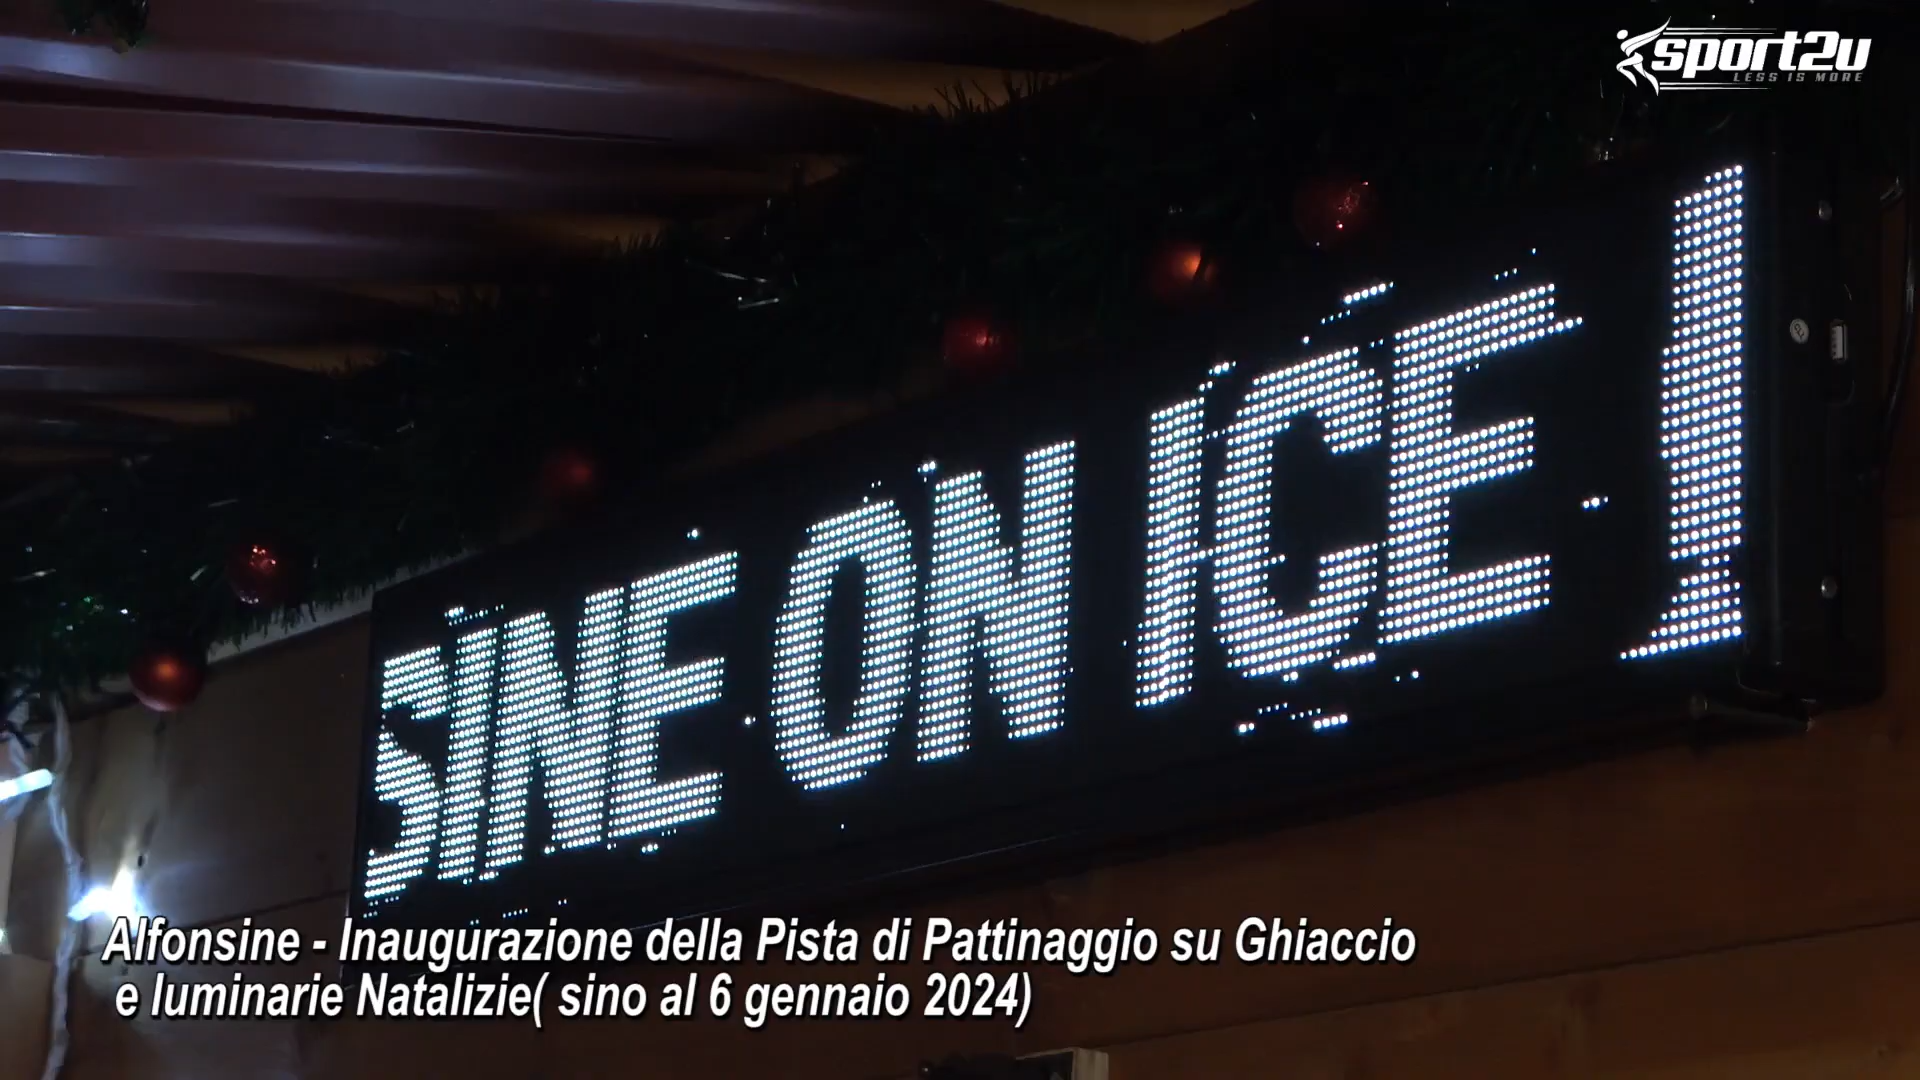 sport2u
LESS IS MORE
SINE ON ICE
Alfonsine - Inaugurazione della Pista di Pattinaggio su Ghiaccio
e luminarie Natalizie( sino al 6 gennaio 2024)